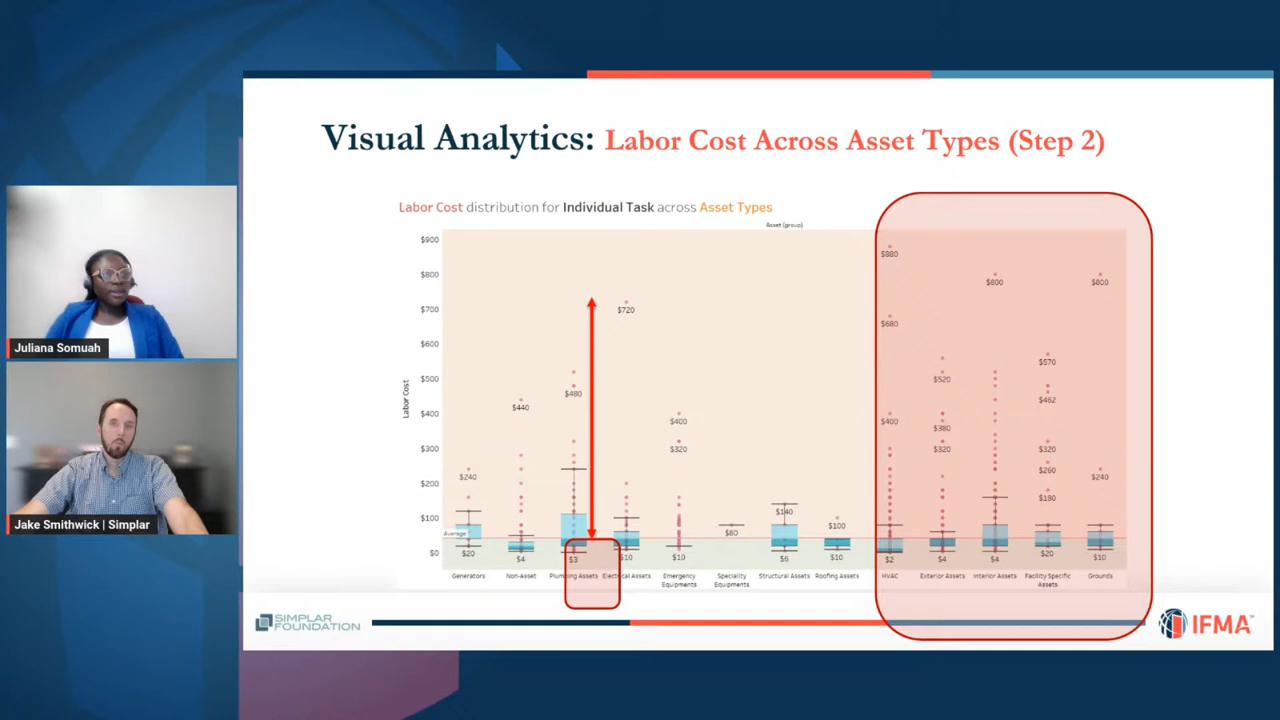 Visual Analytics: Labor Cost Across Asset Types (Step 2)
Labor Cost distribution for Individual Task across Asset Types
Asset (group)
$900
$800
$700
$600
$500
$400
$300
$200
$100
$0
Labor Cost
Average
$240
$20
$440
$4
$480
$3
$720
$10
$400
$320
$10
$80
$140
$6
$100
$10
$880
$680
$400
$2
$520
$380
$320
$4
$800
$4
$570
$462
$320
$260
$180
$20
$800
$240
$10
Generators
Non-Asset
Plumbing Assets
Electrical Assets
Emergency
Equipments
Speciality
Equipments
Structural Assets
Roofing Assets
HVAC
Exterior Assets
Interior Assets
Facility Specific
Assets
Grounds
Juliana Somuah
Jake Smithwick | Simplar
SIMPLAR
FOUNDATION
IFMA™